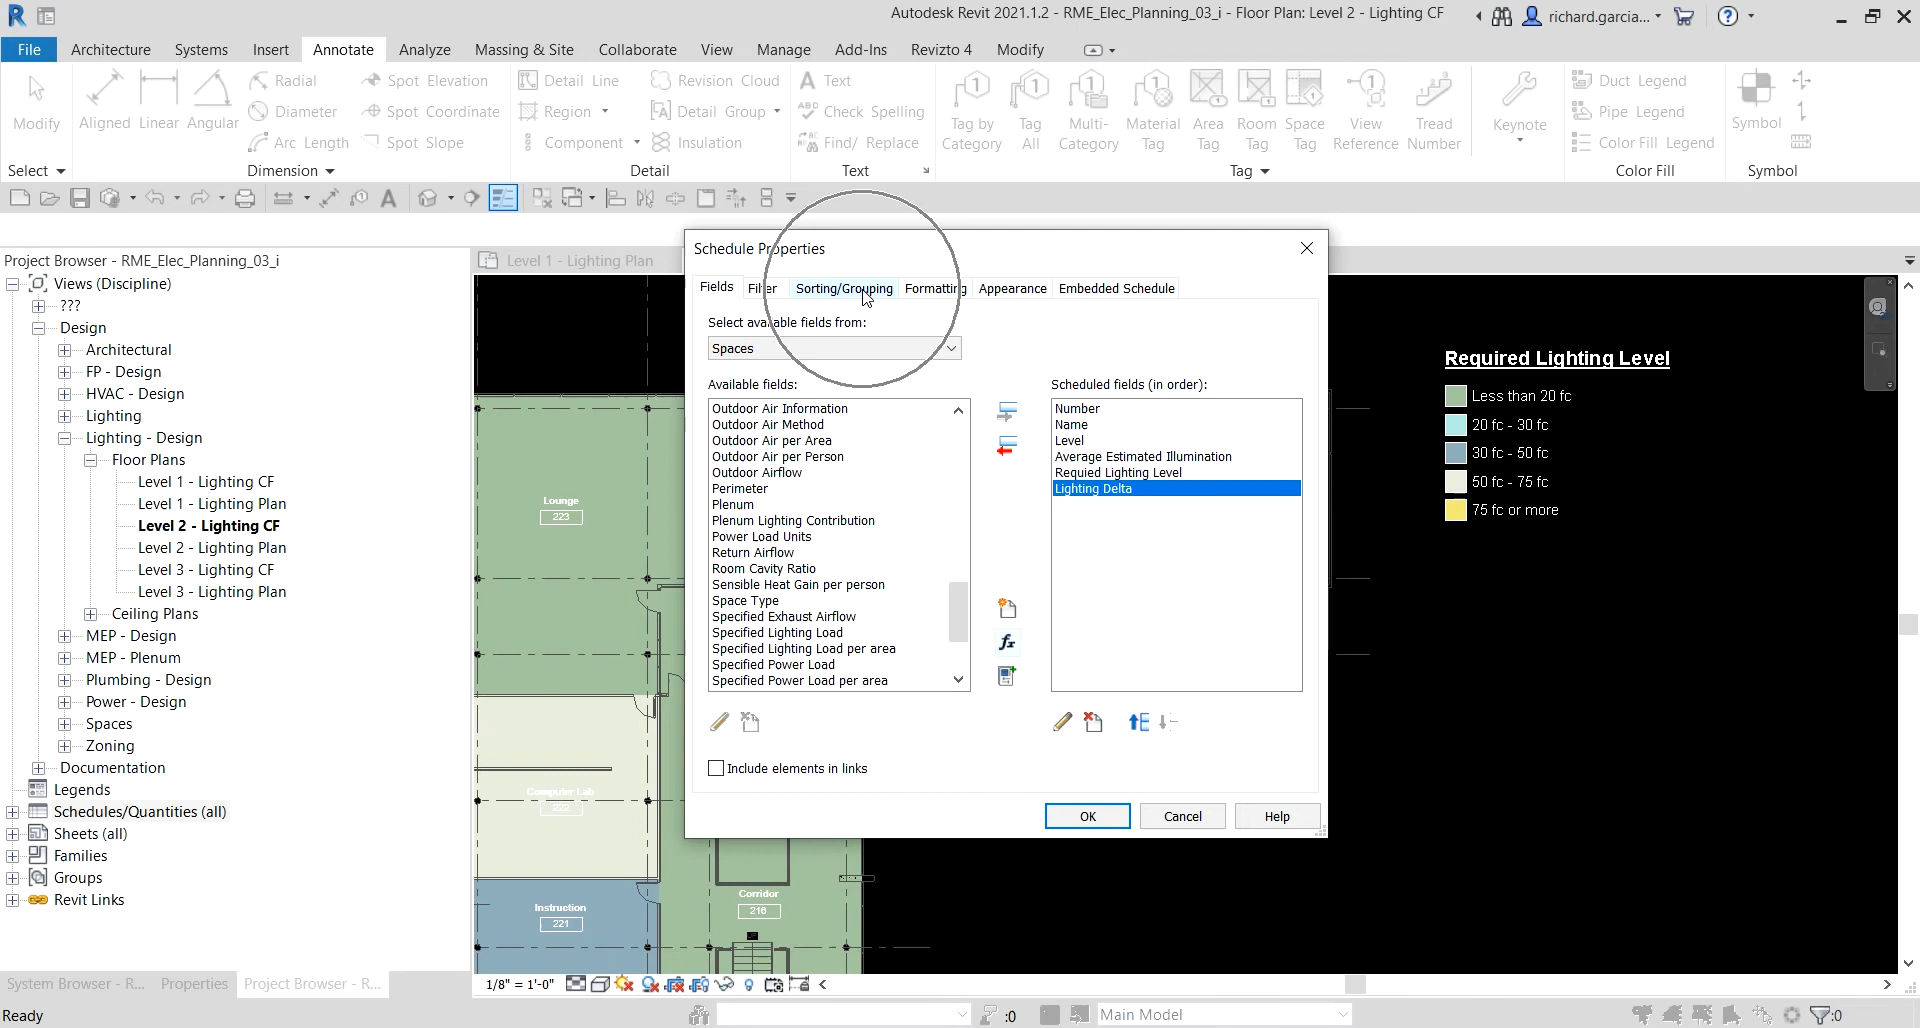 Autodesk Revit 2021.1.2 - RME_Elec_Planning_03_i - Floor Plan: Level 2 - Lighting CF
richard.garcia...
File Architecture Systems Insert Annotate Analyze Massing & Site Collaborate View Manage Add-Ins Revizto 4 Modify
Modify
Aligned Linear Angular
Radial
Diameter
Arc Length
Spot Elevation
Spot Coordinate
Spot Slope
Detail Line
Region
Component
Revision Cloud
Detail Group
Insulation
Text
Check Spelling
Find/ Replace
Tag by Category
Tag All
Multi-Category
Material Tag
Area Tag
Room Tag
Space Tag
View Reference
Tread Number
Keynote
Duct Legend
Pipe Legend
Color Fill Legend
Symbol
Select Dimension Detail Text Tag Color Fill Symbol
Project Browser - RME_Elec_Planning_03_i
Views (Discipline)
???
Design
Architectural
FP - Design
HVAC - Design
Lighting
Lighting - Design
Floor Plans
Level 1 - Lighting CF
Level 1 - Lighting Plan
Level 2 - Lighting CF
Level 2 - Lighting Plan
Level 3 - Lighting CF
Level 3 - Lighting Plan
Ceiling Plans
MEP - Design
MEP - Plenum
Plumbing - Design
Power - Design
Spaces
Zoning
Documentation
Legends
Schedules/Quantities (all)
Sheets (all)
Families
Groups
Revit Links
System Browser - R... Properties Project Browser - R...
Level 1 - Lighting Plan
Lounge
223
Computer Lab
222
Instruction
221
Corridor
216
Schedule Properties
Fields Filter Sorting/Grouping Formatting Appearance Embedded Schedule
Select available fields from:
Spaces
Available fields:
Outdoor Air Information
Outdoor Air Method
Outdoor Air per Area
Outdoor Air per Person
Outdoor Airflow
Perimeter
Plenum
Plenum Lighting Contribution
Power Load Units
Return Airflow
Room Cavity Ratio
Sensible Heat Gain per person
Space Type
Specified Exhaust Airflow
Specified Lighting Load
Specified Lighting Load per area
Specified Power Load
Specified Power Load per area
Scheduled fields (in order):
Number
Name
Level
Average Estimated Illumination
Requied Lighting Level
Lighting Delta
Include elements in links
OK Cancel Help
Required Lighting Level
Less than 20 fc
20 fc - 30 fc
30 fc - 50 fc
50 fc - 75 fc
75 fc or more
1/8" = 1'-0"
Ready
:0
Main Model
:0